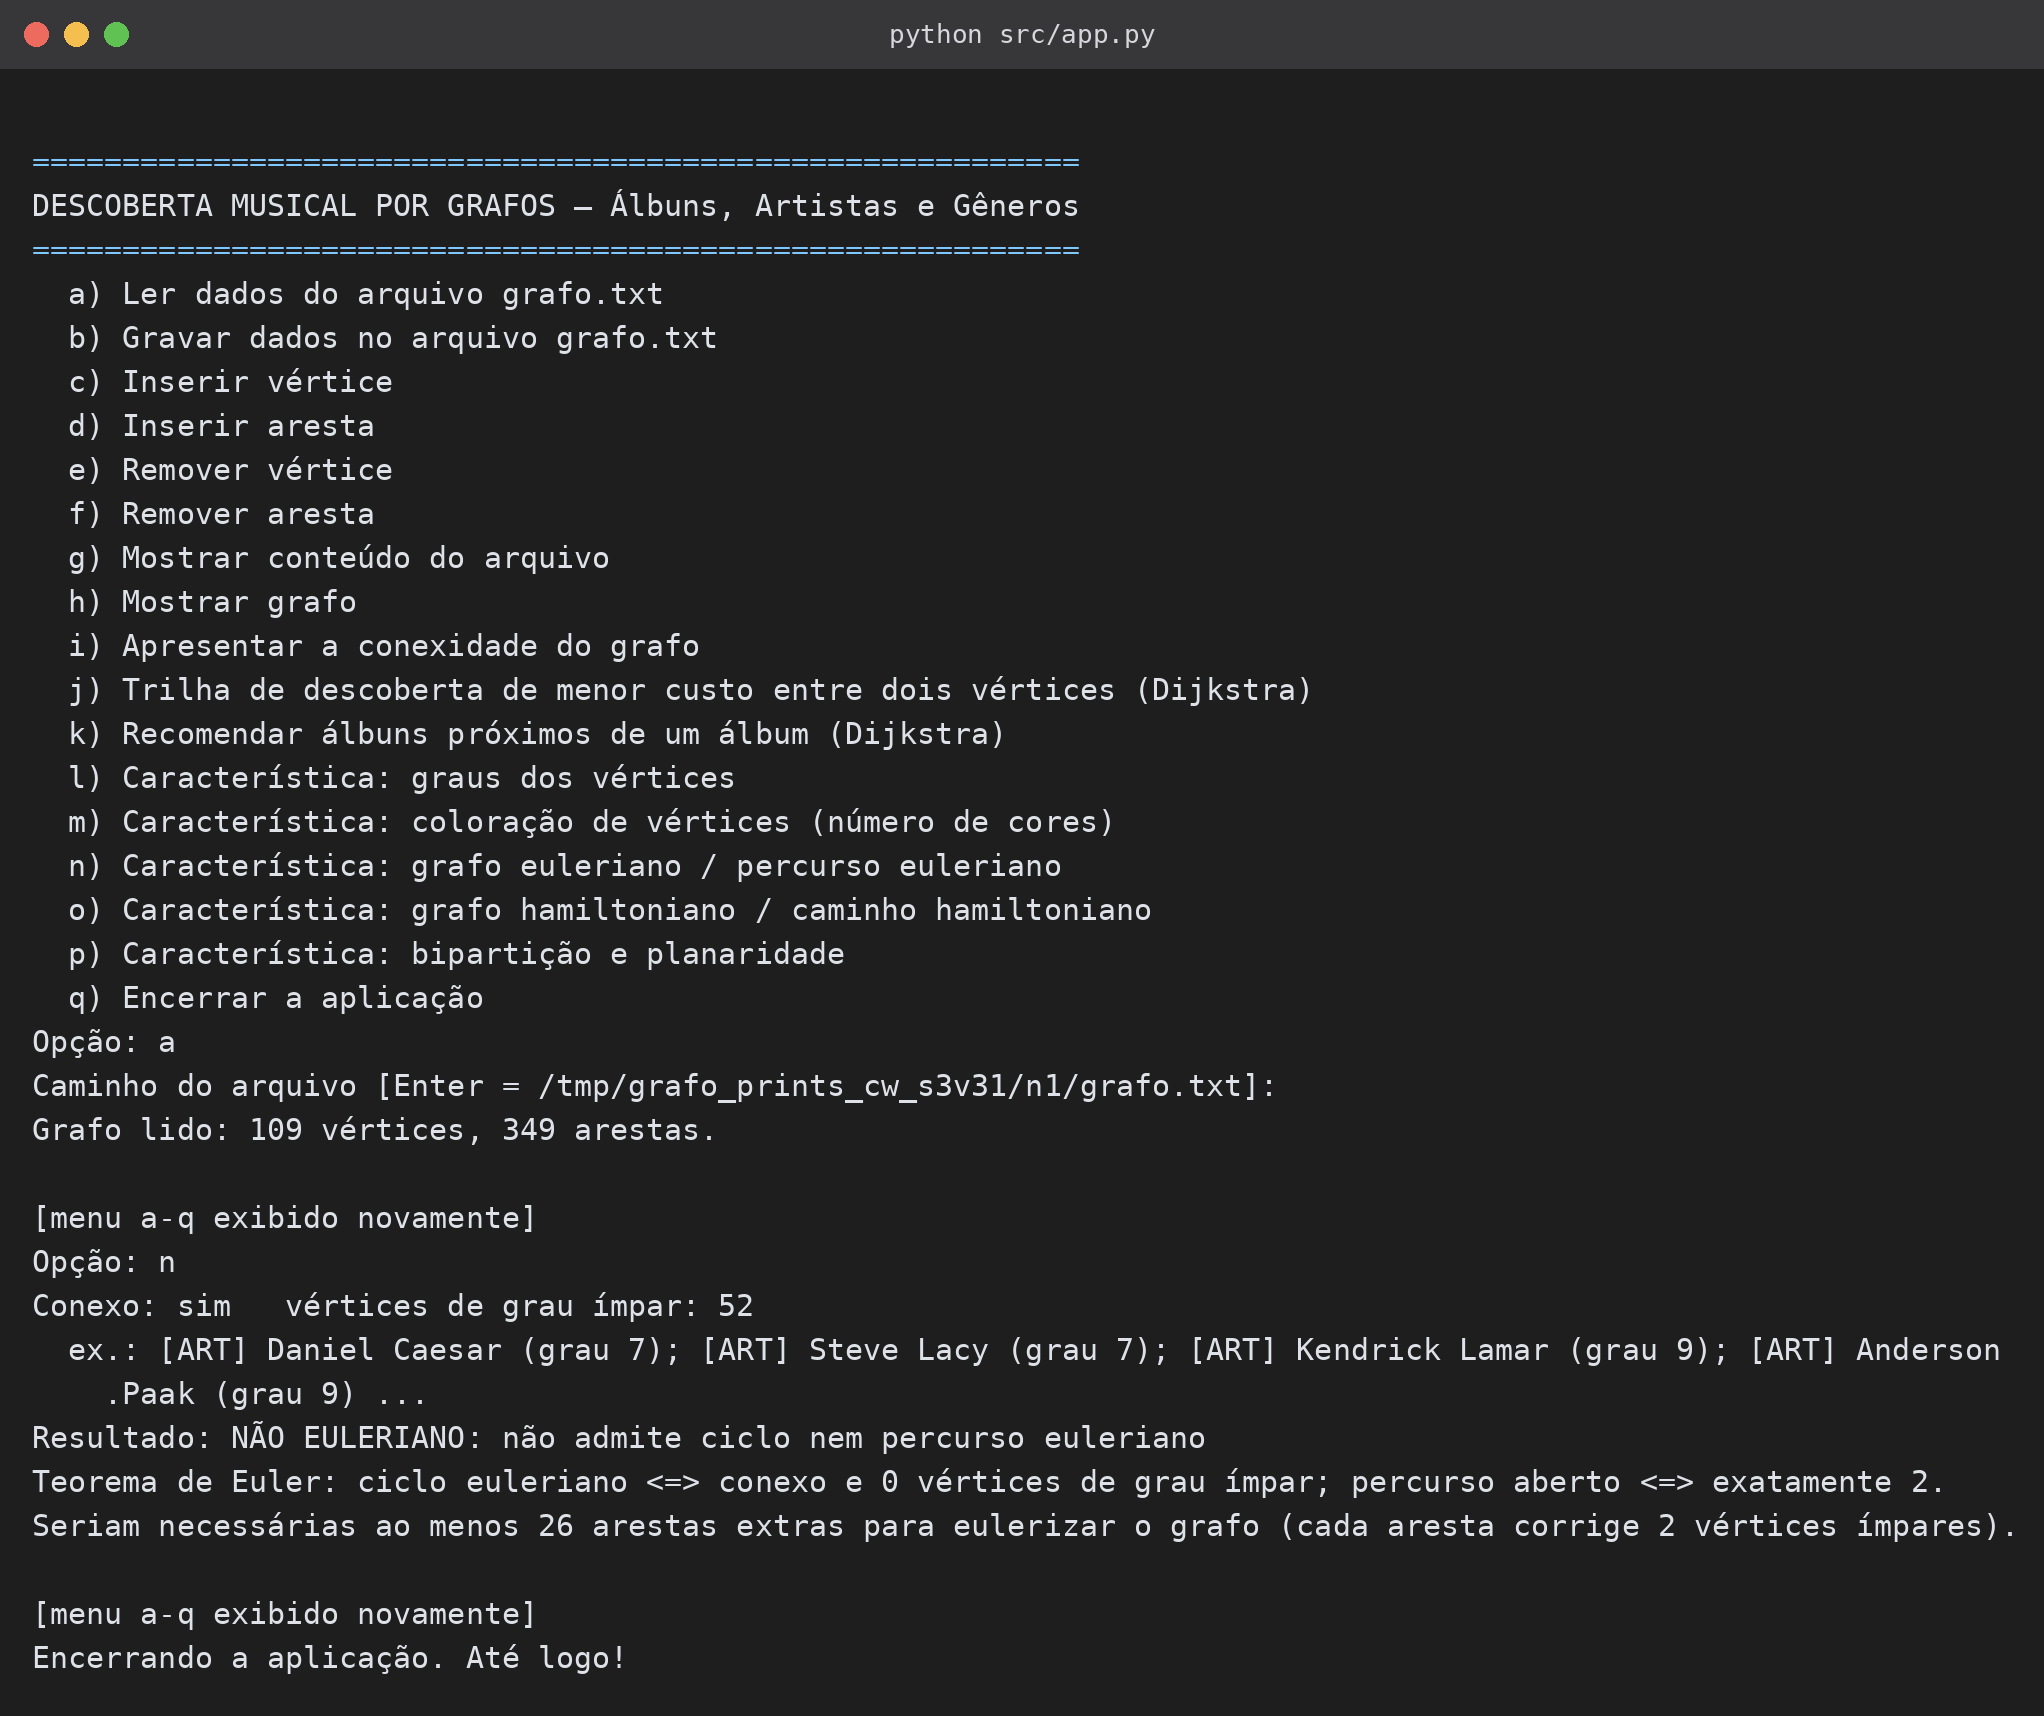 python src/app.py
==========================================================
DESCOBERTA MUSICAL POR GRAFOS — Álbuns, Artistas e Gêneros
==========================================================
a) Ler dados do arquivo grafo.txt
b) Gravar dados no arquivo grafo.txt
c) Inserir vértice
d) Inserir aresta
e) Remover vértice
f) Remover aresta
g) Mostrar conteúdo do arquivo
h) Mostrar grafo
i) Apresentar a conexidade do grafo
j) Trilha de descoberta de menor custo entre dois vértices (Dijkstra)
k) Recomendar álbuns próximos de um álbum (Dijkstra)
l) Característica: graus dos vértices
m) Característica: coloração de vértices (número de cores)
n) Característica: grafo euleriano / percurso euleriano
o) Característica: grafo hamiltoniano / caminho hamiltoniano
p) Característica: bipartição e planaridade
q) Encerrar a aplicação
Opção: a
Caminho do arquivo [Enter = /tmp/grafo_prints_cw_s3v31/n1/grafo.txt]:
Grafo lido: 109 vértices, 349 arestas.
[menu a-q exibido novamente]
Opção: n
Conexo: sim   vértices de grau ímpar: 52
ex.: [ART] Daniel Caesar (grau 7); [ART] Steve Lacy (grau 7); [ART] Kendrick Lamar (grau 9); [ART] Anderson
.Paak (grau 9) ...
Resultado: NÃO EULERIANO: não admite ciclo nem percurso euleriano
Teorema de Euler: ciclo euleriano <=> conexo e 0 vértices de grau ímpar; percurso aberto <=> exatamente 2.
Seriam necessárias ao menos 26 arestas extras para eulerizar o grafo (cada aresta corrige 2 vértices ímpares).
[menu a-q exibido novamente]
Encerrando a aplicação. Até logo!